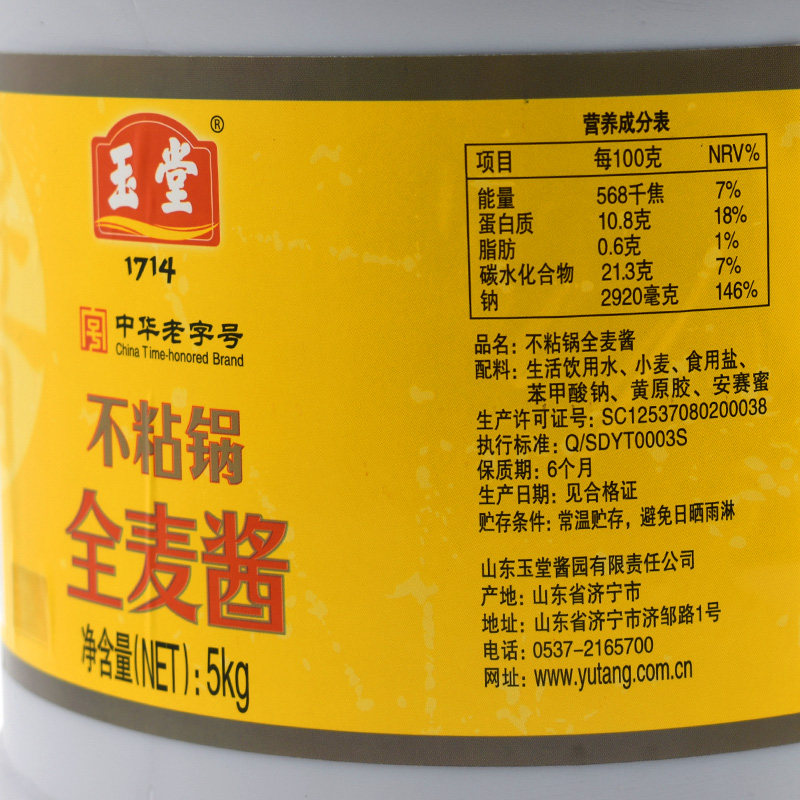 玉堂®
1714
中华老字号
China Time-honored Brand
不粘锅
全麦酱
净含量(NET):5kg
营养成分表
项目 每100克 NRV%
能量 568千焦 7%
蛋白质 10.8克 18%
脂肪 0.6克 1%
碳水化合物 21.3克 7%
钠 2920毫克 146%
品名:不粘锅全麦酱
配料:生活饮用水、小麦、食用盐、
苯甲酸钠、黄原胶、安赛蜜
生产许可证号:SC12537080200038
执行标准:Q/SDYT0003S
保质期:6个月
生产日期:见合格证
贮存条件:常温贮存,避免日晒雨淋
山东玉堂酱园有限责任公司
产地:山东省济宁市
地址:山东省济宁市济邹路1号
电话:0537-2165700
网址:www.yutang.com.cn